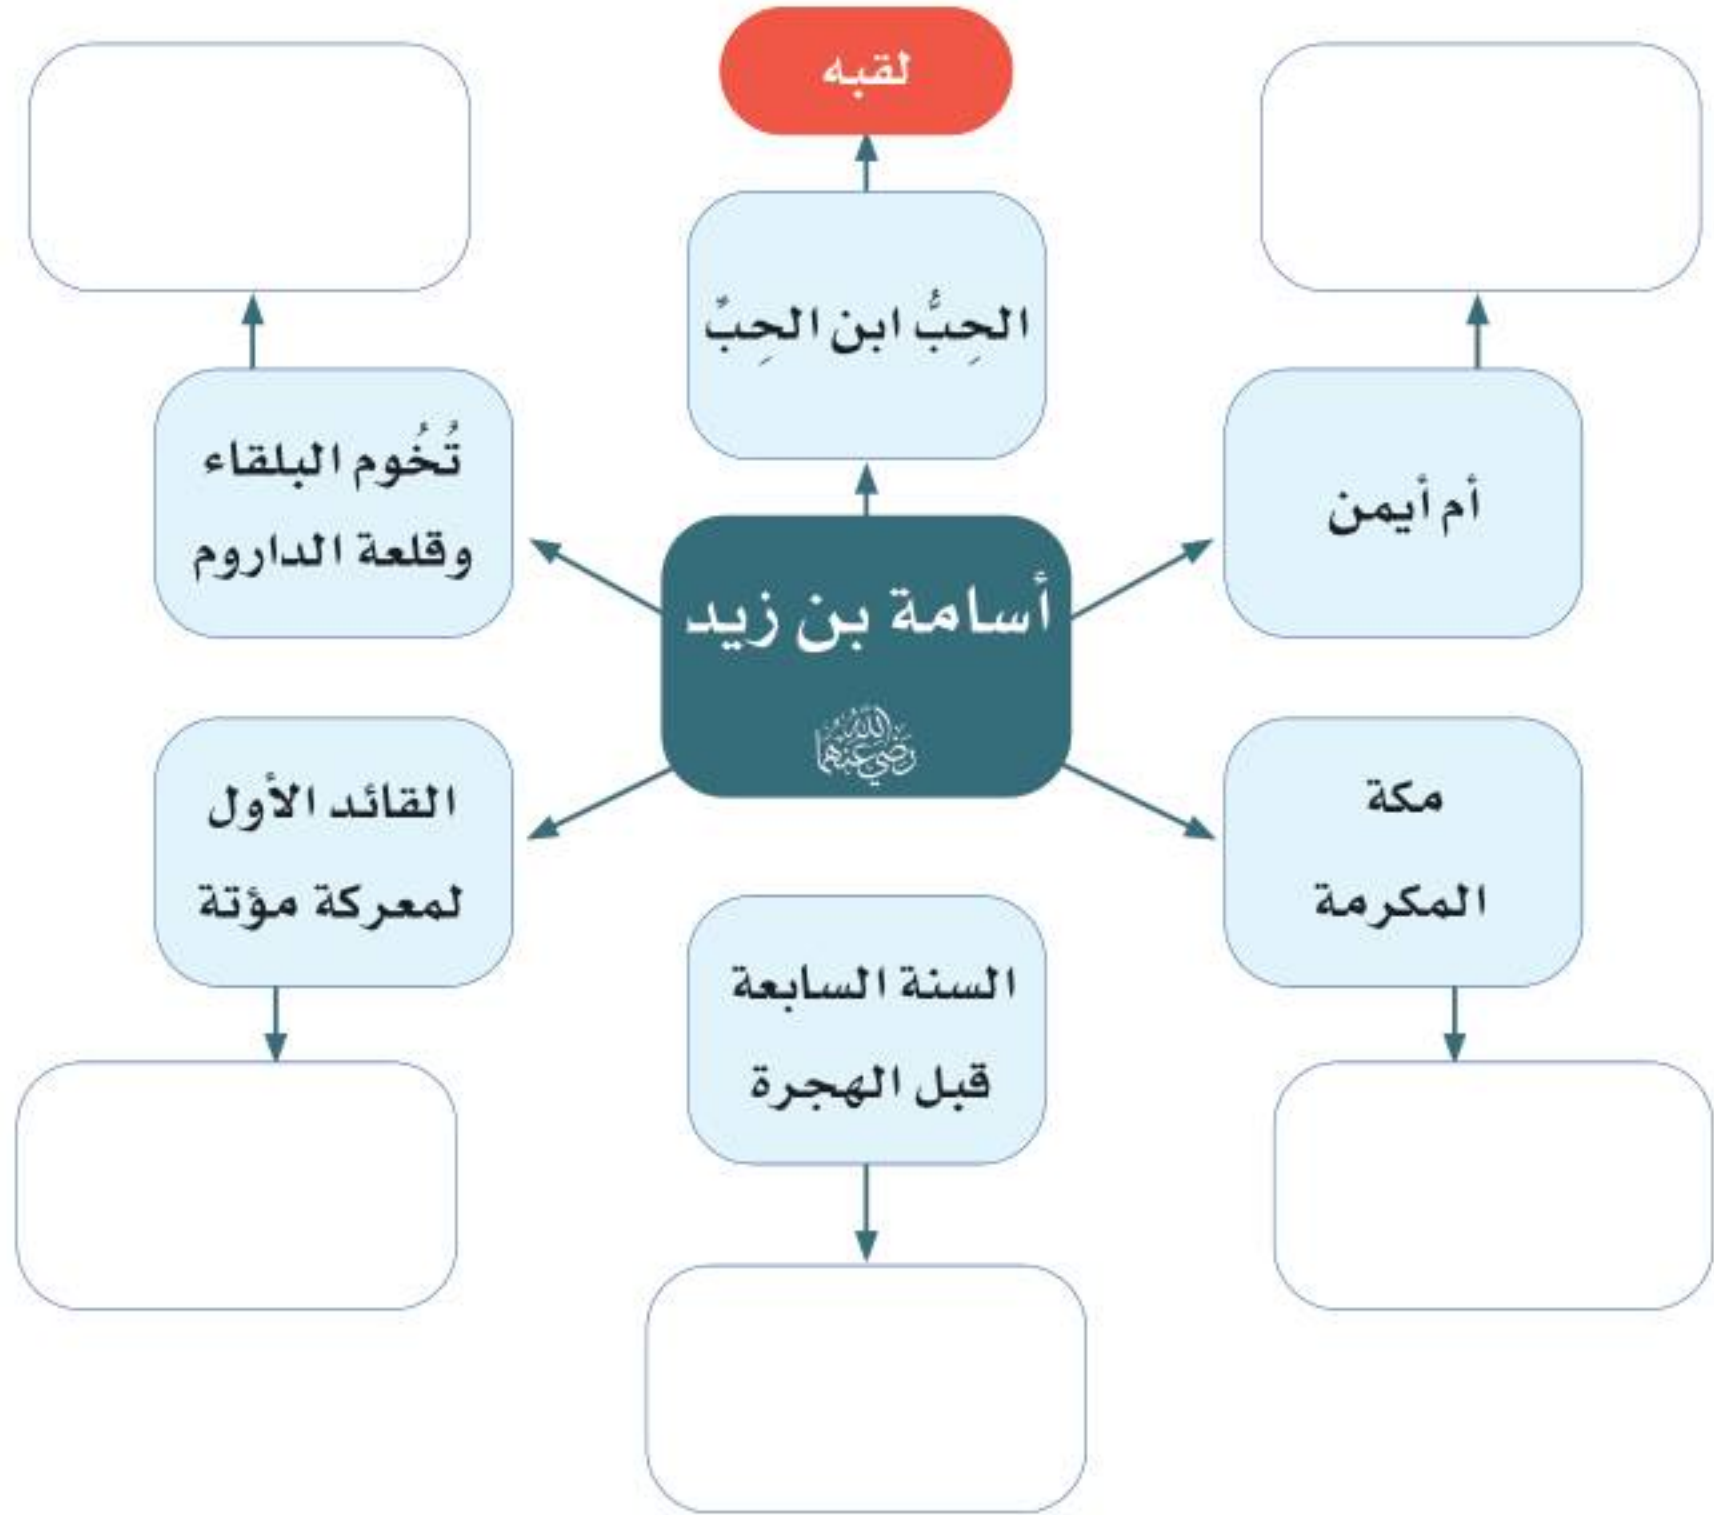 لقبه
الحِبُّ ابن الحِبِّ
تُخُوم البلقاء
وقلعة الداروم
أم أيمن
أسامة بن زيد
رضي الله عنهما
القائد الأول
لمعركة مؤتة
مكة
المكرمة
السنة السابعة
قبل الهجرة